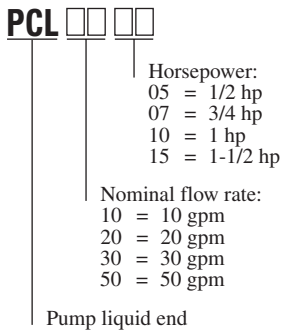 PCL □□ □□
Horsepower:
05 = 1/2 hp
07 = 3/4 hp
10 = 1 hp
15 = 1-1/2 hp
Nominal flow rate:
10 = 10 gpm
20 = 20 gpm
30 = 30 gpm
50 = 50 gpm
Pump liquid end